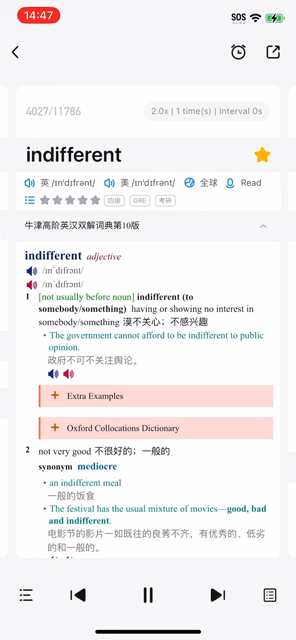 14:47
SOS
4027/11786
2.0x | 1 time(s) | Interval 0s
indifferent
英 /ɪnˈdɪfrənt/ 美 /ɪnˈdɪfrənt/ 全球 Read
四级 GRE 考研
牛津高阶英汉双解词典第10版
indifferent adjective
/ɪnˈdɪfrənt/
/ɪnˈdɪfrənt/
1 [not usually before noun] indifferent (to
somebody/something) having or showing no interest in
somebody/something 漠不关心；不感兴趣
• The government cannot afford to be indifferent to public
opinion.
政府不可不关注舆论。
+ Extra Examples
+ Oxford Collocations Dictionary
2 not very good 不很好的；一般的
synonym mediocre
• an indifferent meal
一般的饭食
• The festival has the usual mixture of movies—good, bad
and indifferent.
电影节的影片一如既往的良莠不齐，有优秀的、低劣
的和一般的。